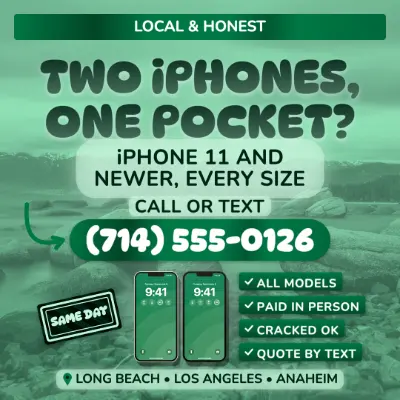 LOCAL & HONEST
TWO iPHONES,
ONE POCKET?
iPHONE 11 AND
NEWER, EVERY SIZE
CALL OR TEXT
(714) 555-0126
SAME DAY
9:41
9:41
ALL MODELS
PAID IN PERSON
CRACKED OK
QUOTE BY TEXT
LONG BEACH • LOS ANGELES • ANAHEIM